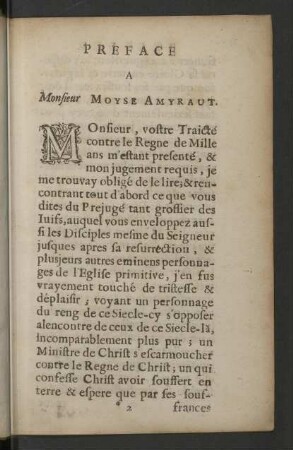 PREFACE
A
Monsieur MOYSE AMYRAUT.
MOnsieur, vostre Traicté
contre le Regne de Mille
ans m'estant presenté, &
mon jugement requis, je
me trouvay obligé de le lire; & ren-
contrant tout d'abord ce que vous
dites du Prejugé tant grossier des
Iuifs, auquel vous enveloppez aus-
si les Disciples mesme du Seigneur
jusques apres sa resurrection, &
plusieurs autres eminens personna-
ges de l'Eglise primitive, j'en fus
vrayement touché de tristesse &
deplaisir; voyant un personnage
du reng de ce Siecle-cy s'opposer
alencontre de ceux de ce Siecle-là,
incomparablement plus pur; un
Ministre de Christ s'escarmoucher
contre le Regne de Christ; un qui
confesse Christ avoir souffert en
terre & espere que par ses souf-
* 2 frances